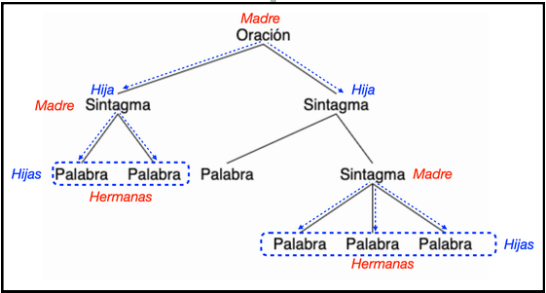 Madre
Oración
Hija
Hija
Madre Sintagma
Sintagma
Hijas Palabra Palabra
Palabra
Sintagma Madre
Hermanas
Palabra Palabra Palabra Hijas
Hermanas